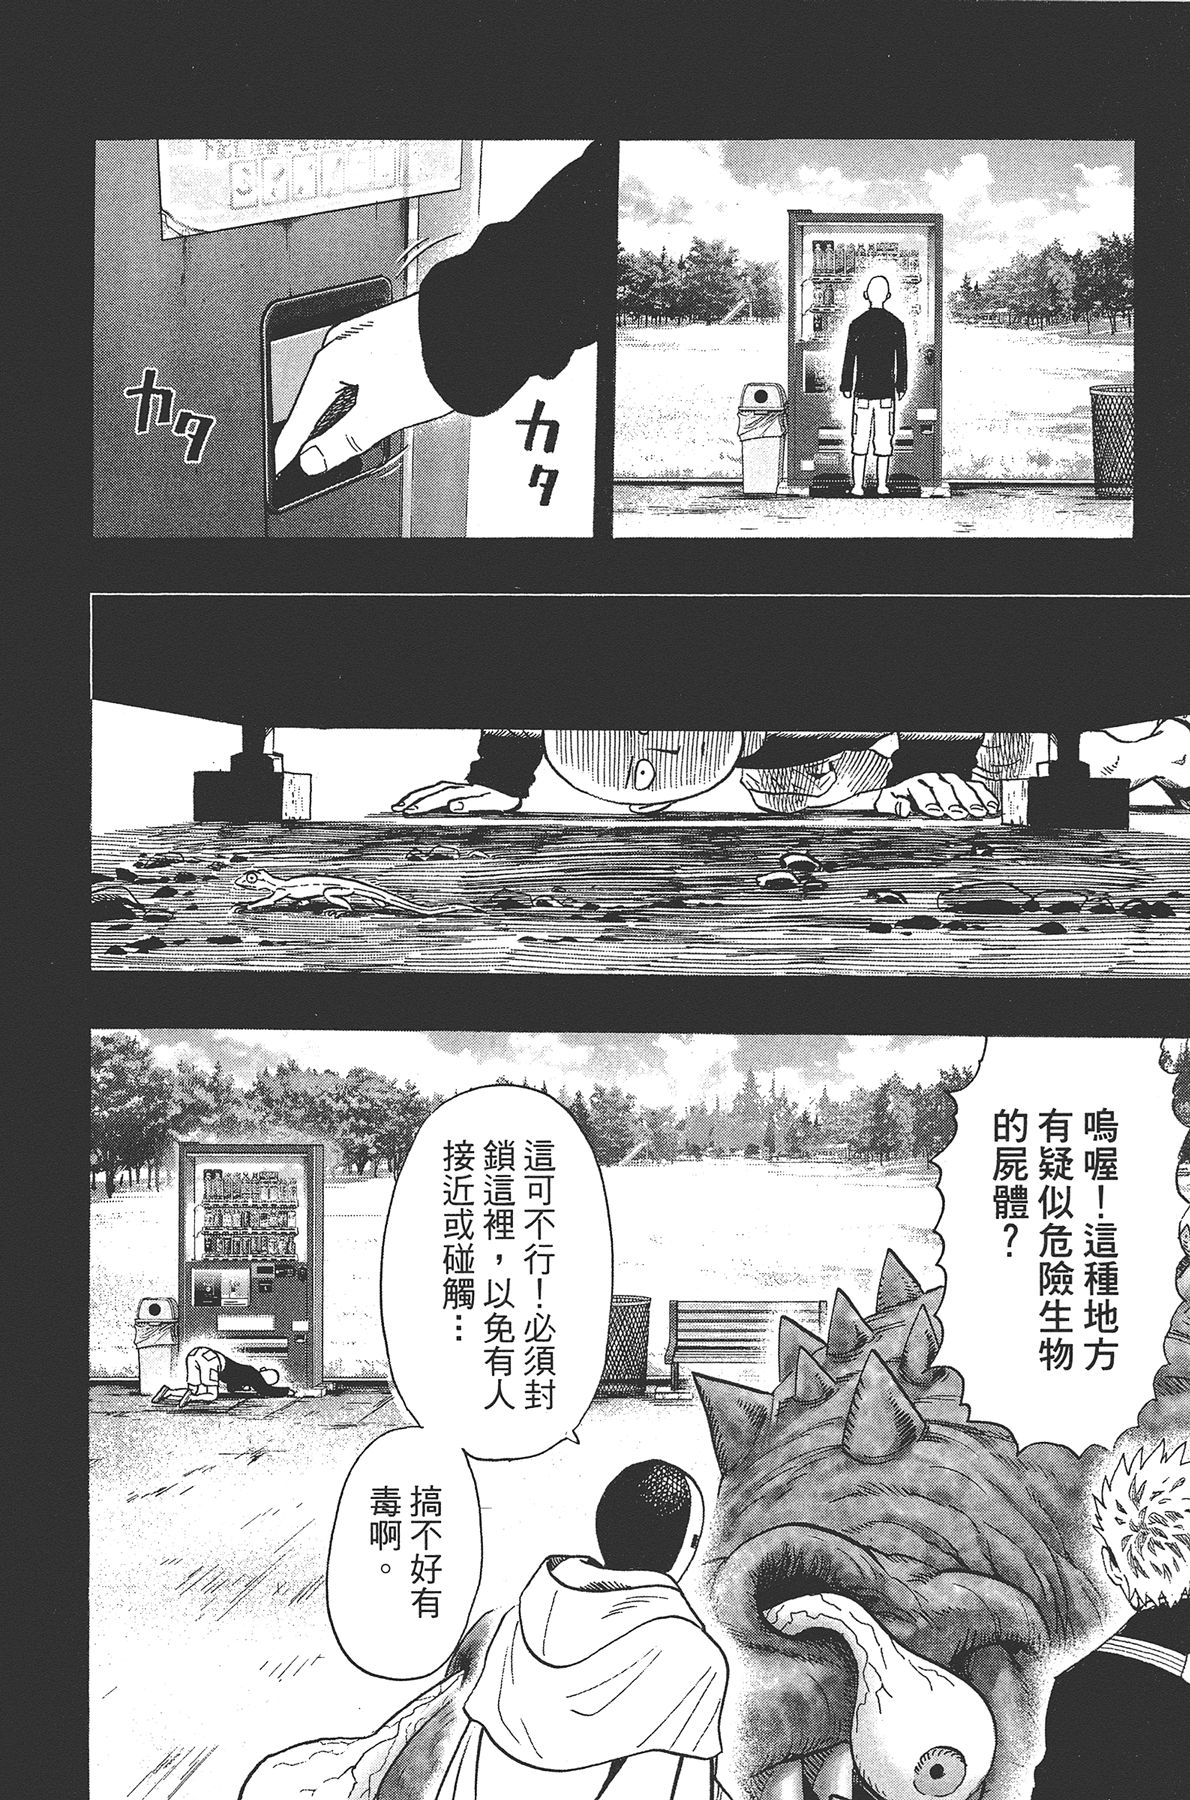 カタ
カタ
嗚喔！這種地方
有疑似危險生物
的屍體？
這可不行！必須封
鎖這裡，以免有人
接近或碰觸…
搞不好有
毒啊。